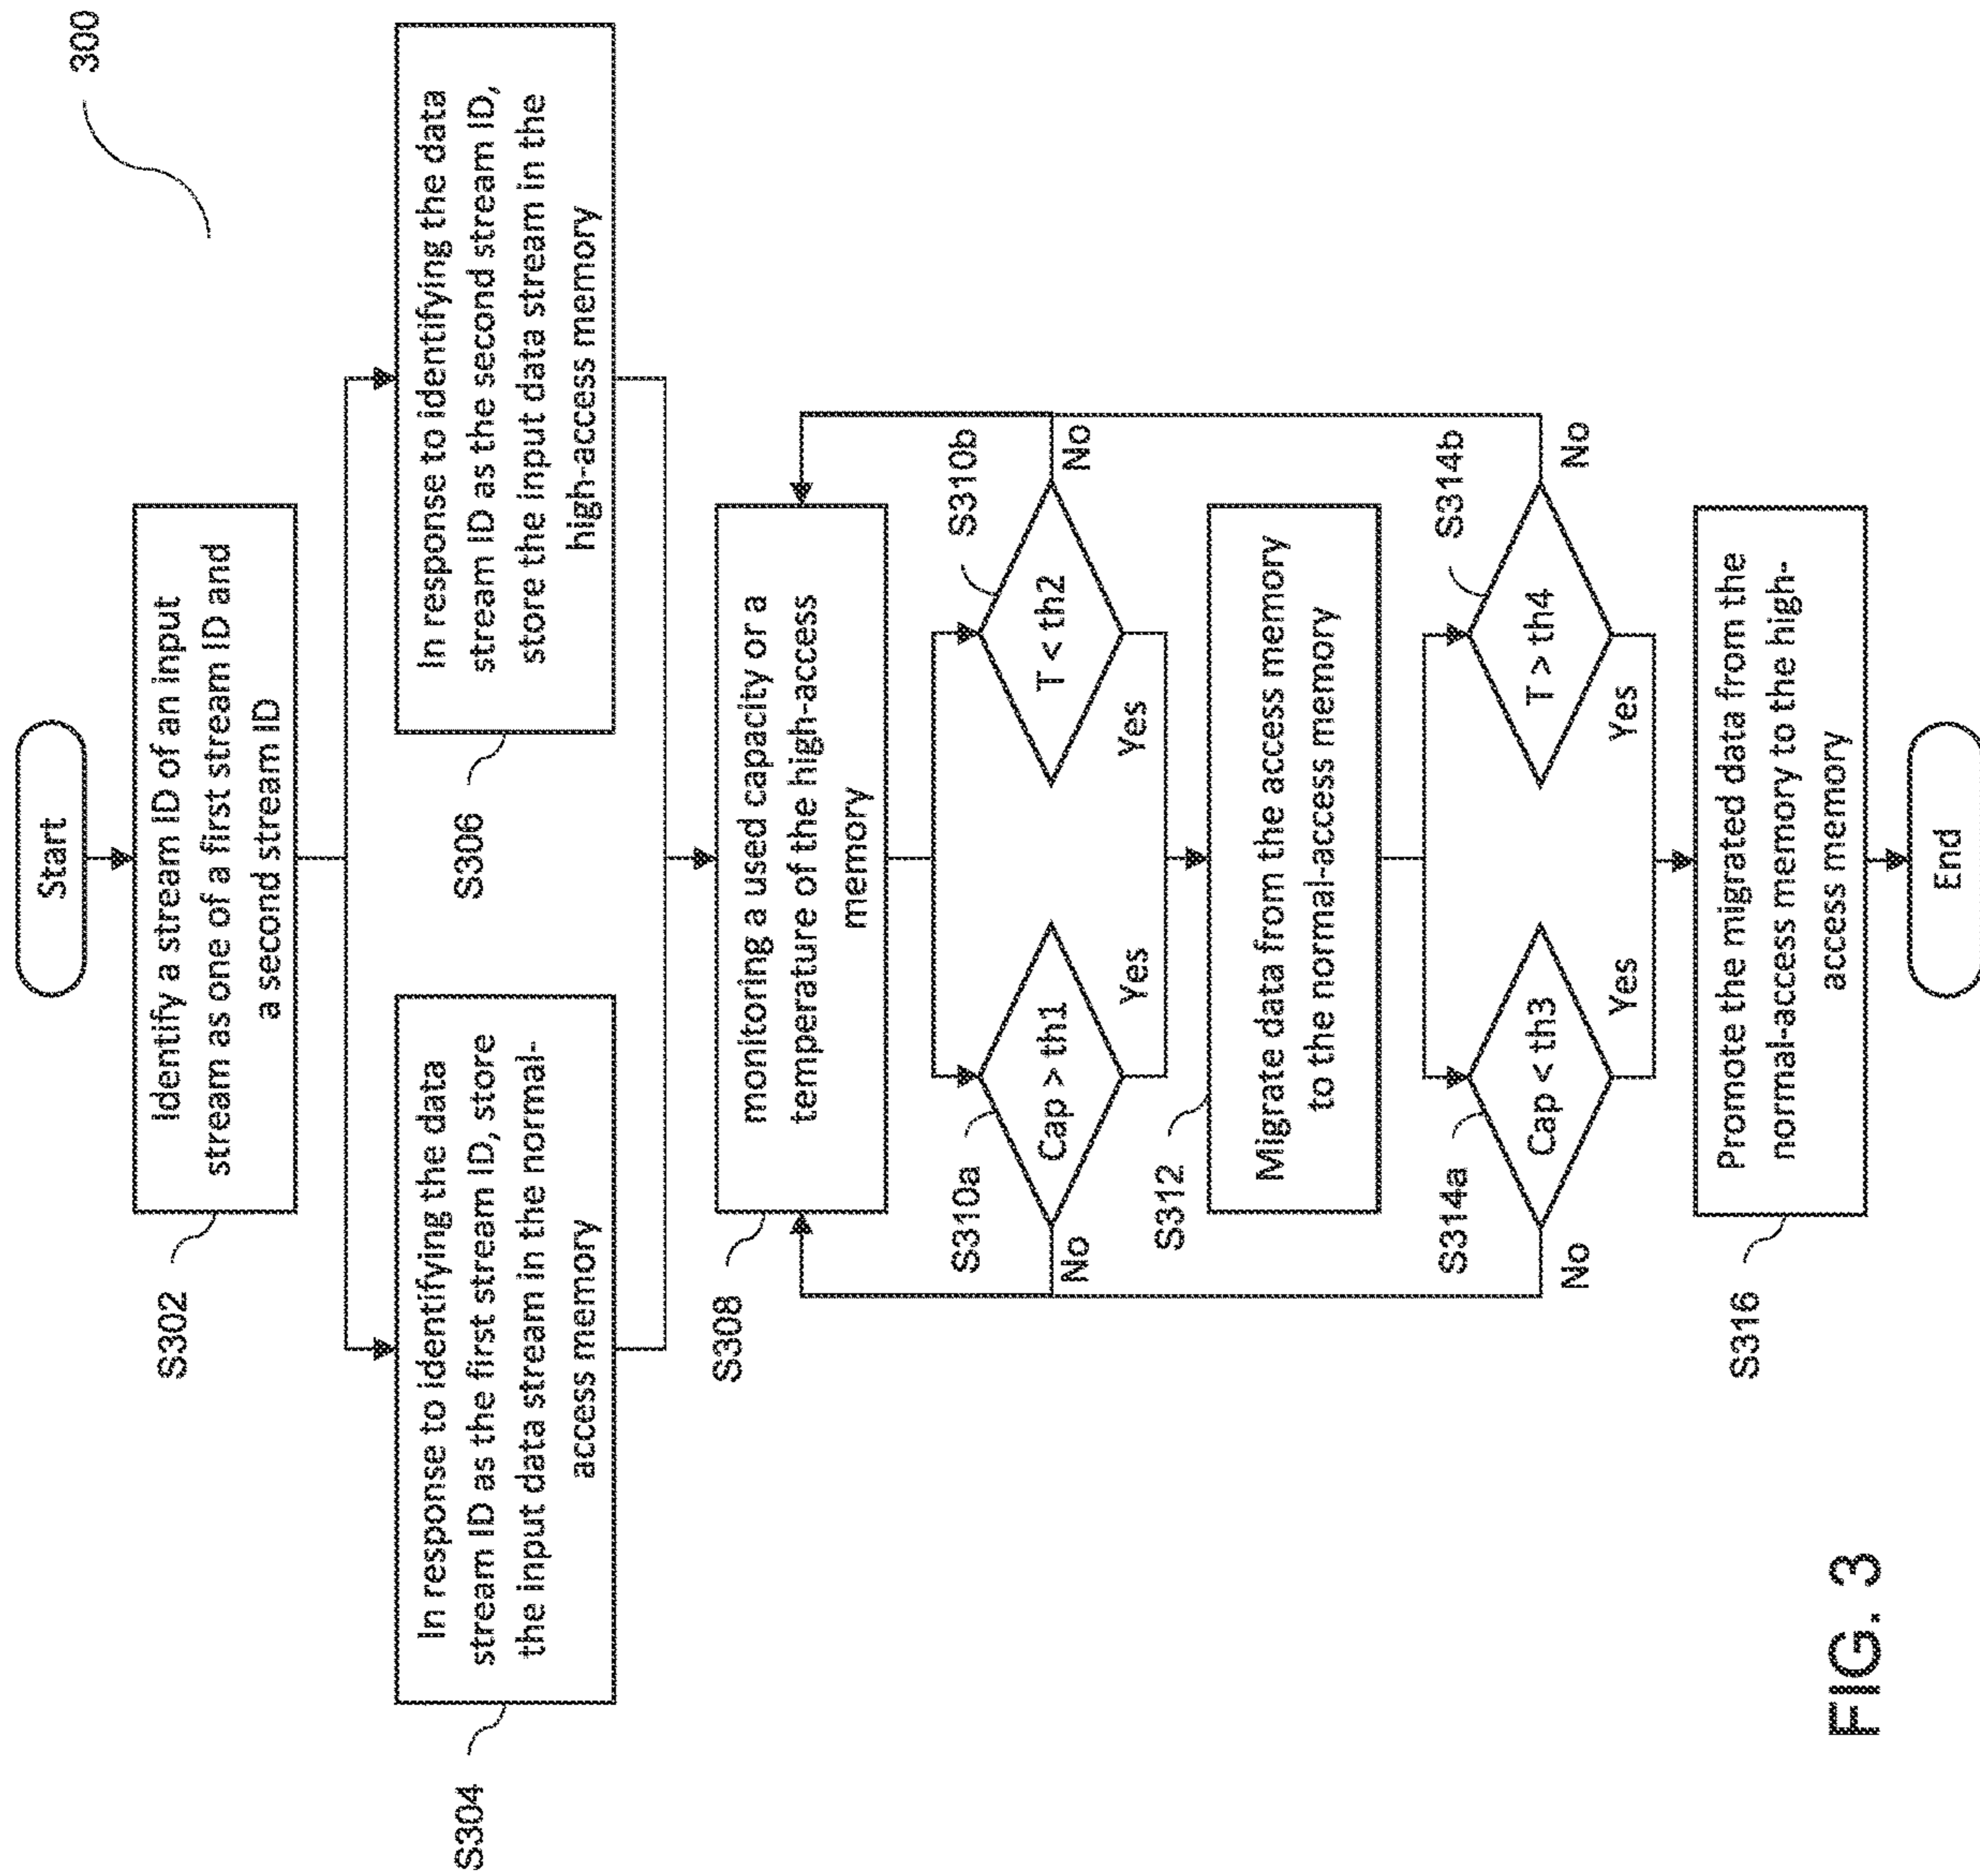 300
Start
S302
Identify a stream ID of an input
stream as one of a first stream ID and
a second stream ID
S304
In response to identifying the data
stream ID as the first stream ID, store
the input data stream in the normal-
access memory
S306
In response to identifying the data
stream ID as the second stream ID,
store the input data stream in the
high-access memory
S308
monitoring a used capacity or a
temperature of the high-access
memory
S310a
Cap > th1
No
Yes
S310b
T < th2
No
Yes
S312
Migrate data from the access memory
to the normal-access memory
S314a
Cap < th3
No
Yes
S314b
T > th4
No
Yes
S316
Promote the migrated data from the
normal-access memory to the high-
access memory
End
FIG. 3